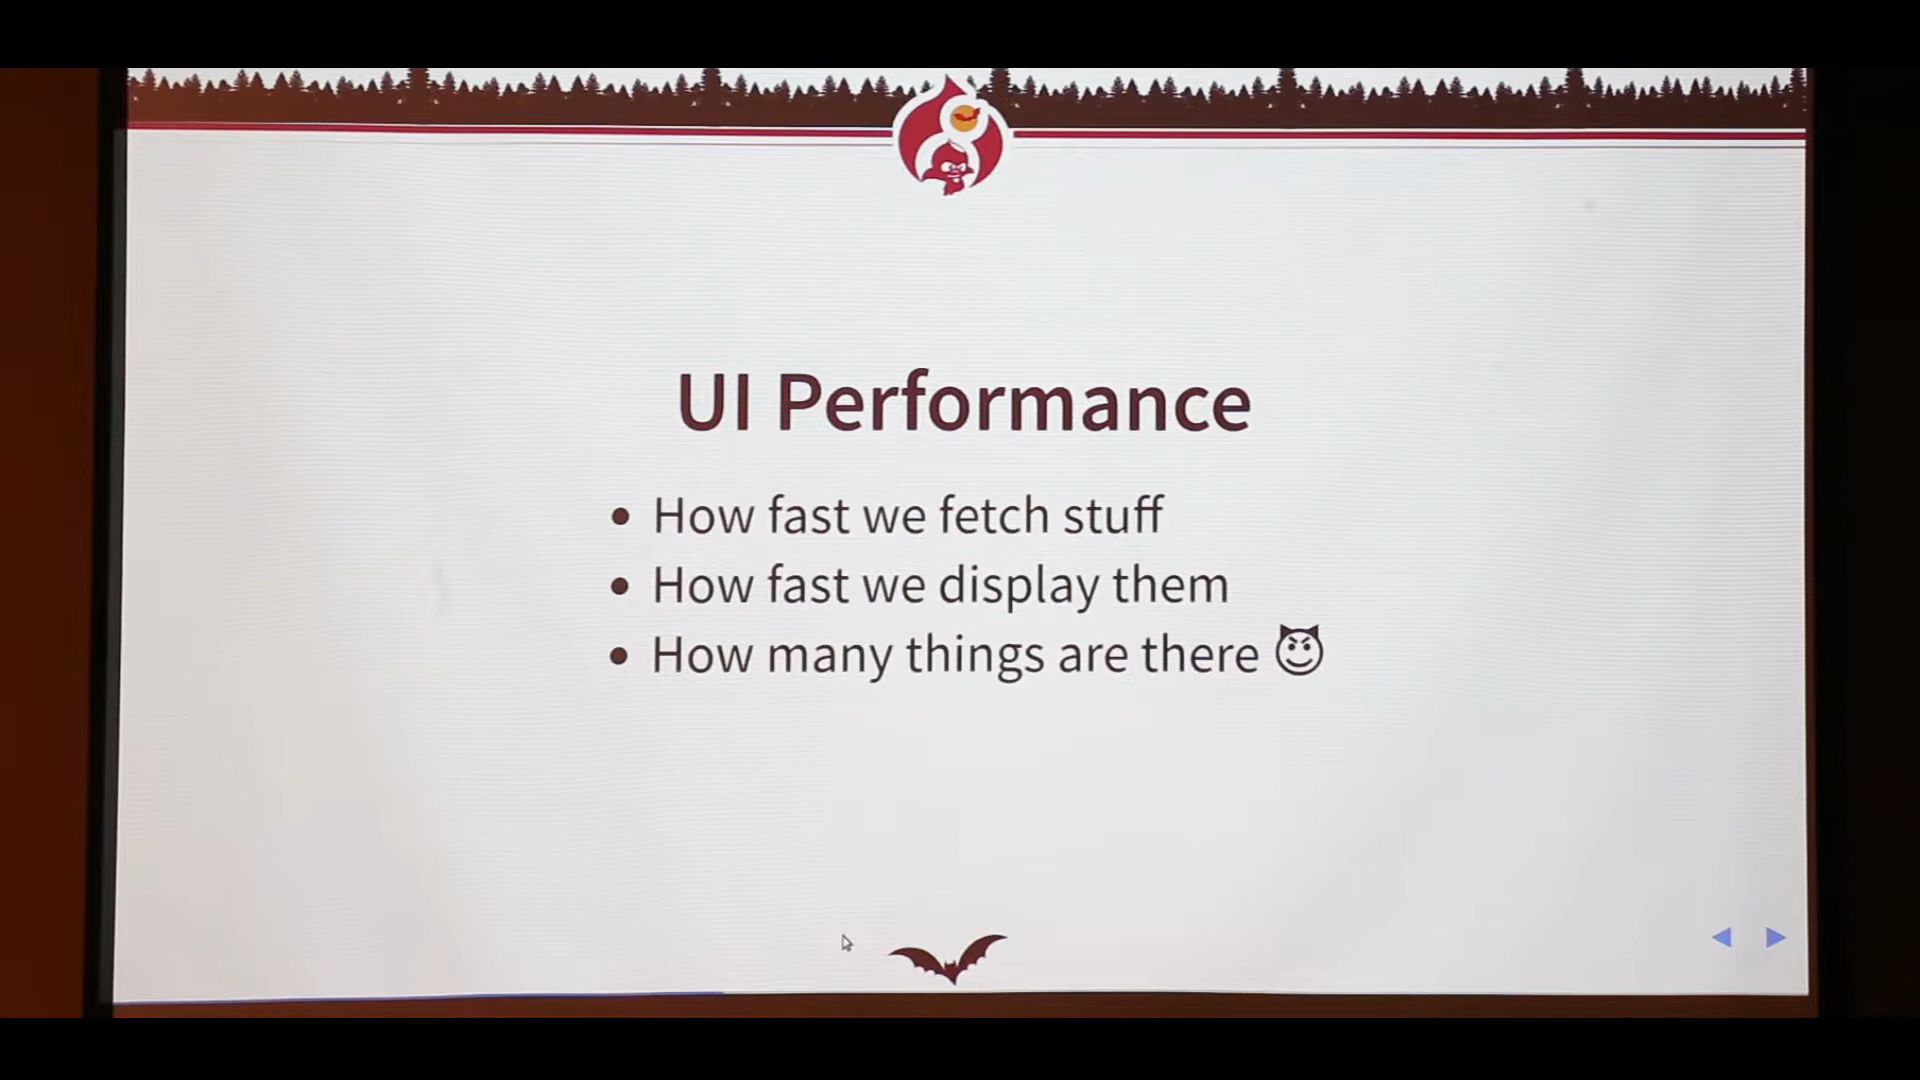 UI Performance
How fast we fetch stuff
How fast we display them
How many things are there 😈